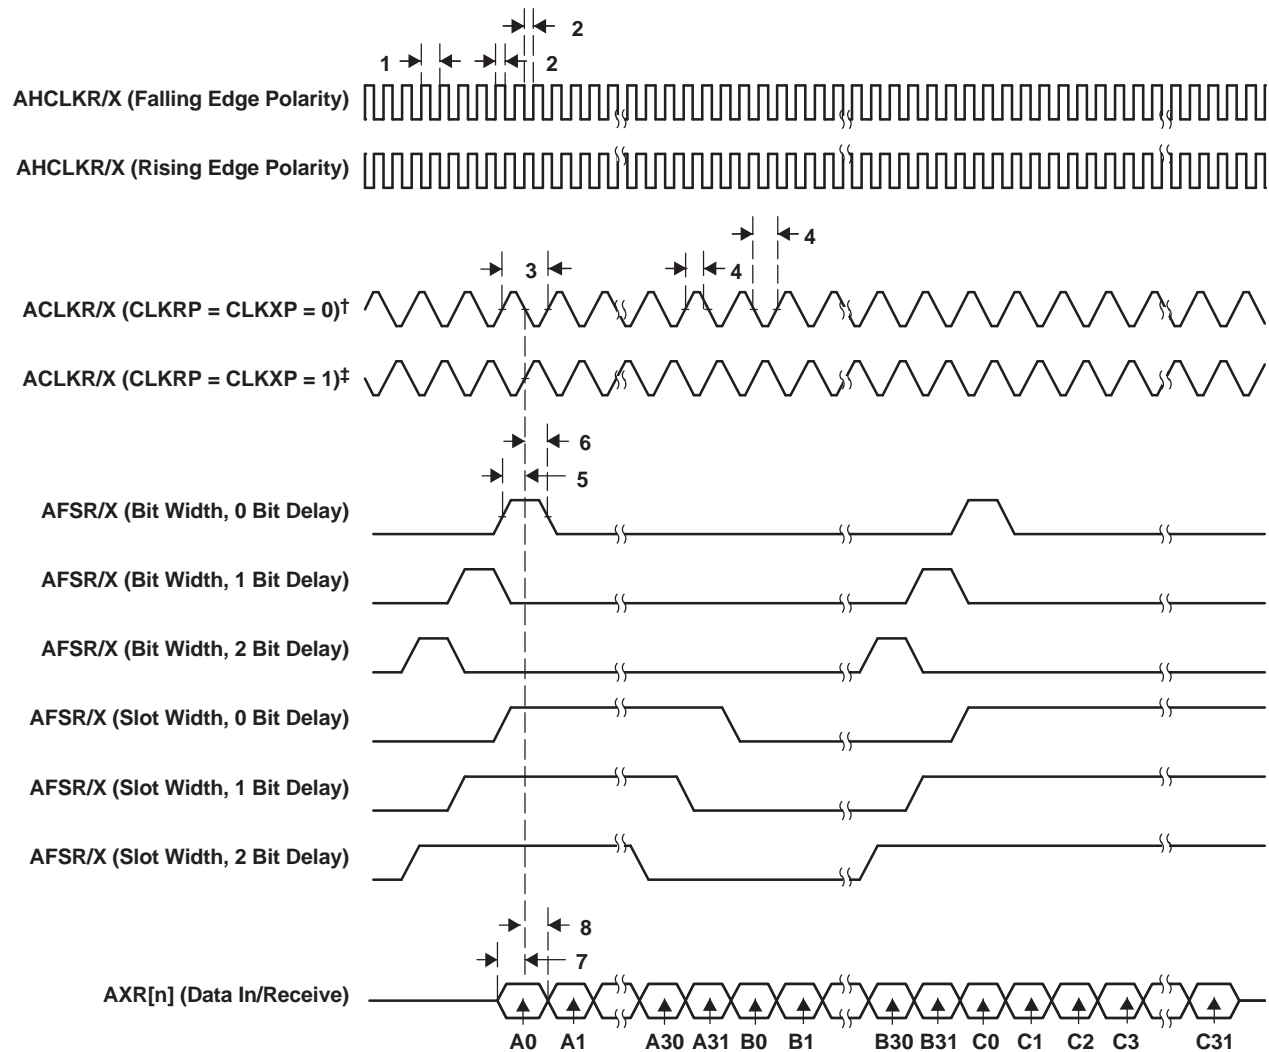 2
1
2
AHCLKR/X (Falling Edge Polarity)
AHCLKR/X (Rising Edge Polarity)
4
3
4
ACLKR/X (CLKRP = CLKXP = 0)†
ACLKR/X (CLKRP = CLKXP = 1)‡
6
5
AFSR/X (Bit Width, 0 Bit Delay)
AFSR/X (Bit Width, 1 Bit Delay)
AFSR/X (Bit Width, 2 Bit Delay)
AFSR/X (Slot Width, 0 Bit Delay)
AFSR/X (Slot Width, 1 Bit Delay)
AFSR/X (Slot Width, 2 Bit Delay)
8
7
AXR[n] (Data In/Receive)
A0 A1 A30 A31 B0 B1 B30 B31 C0 C1 C2 C3 C31